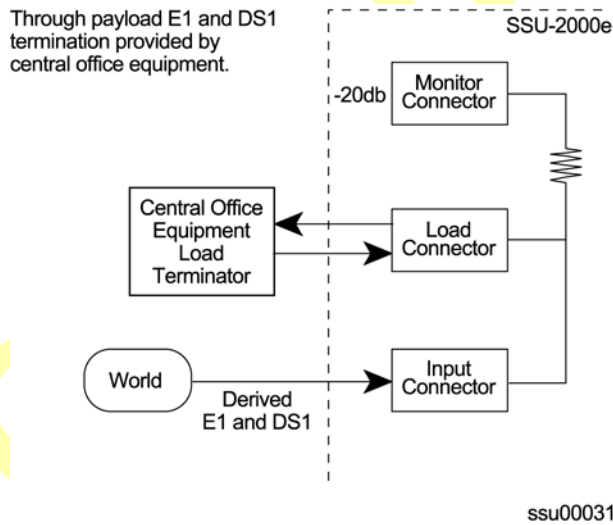 Through payload E1 and DS1
termination provided by
central office equipment.
SSU-2000e
-20db
Monitor
Connector
Central Office
Equipment
Load
Terminator
Load
Connector
World
Derived
E1 and DS1
Input
Connector
ssu00031